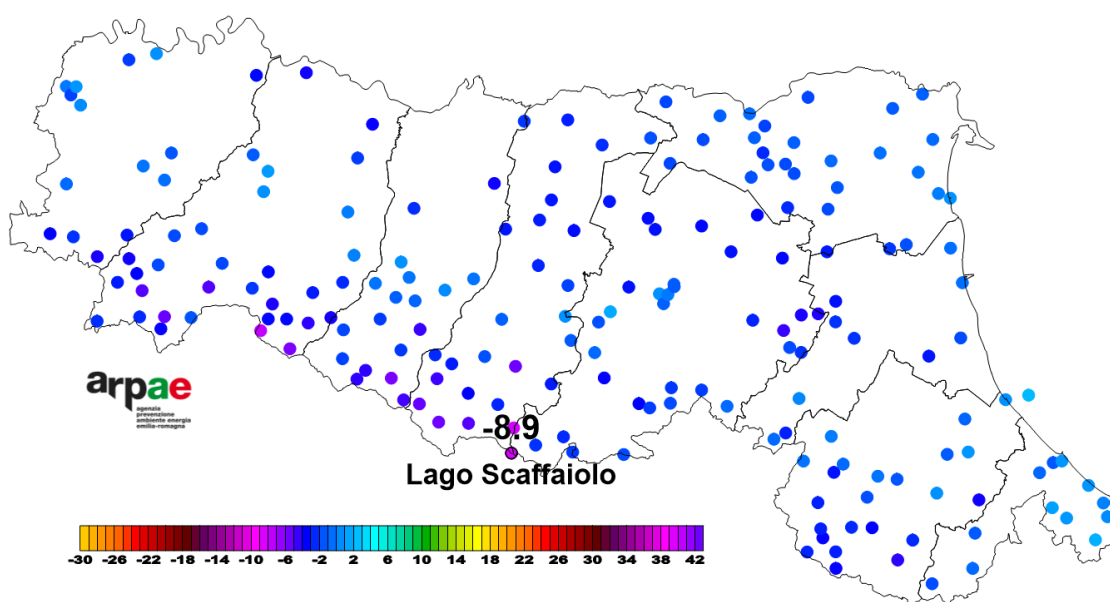 -8.9
Lago Scaffaiolo
arpae
agenzia
prevenzione
ambiente energia
emilia-romagna
-30 -26 -22 -18 -14 -10 -6 -2 2 6 10 14 18 22 26 30 34 38 42